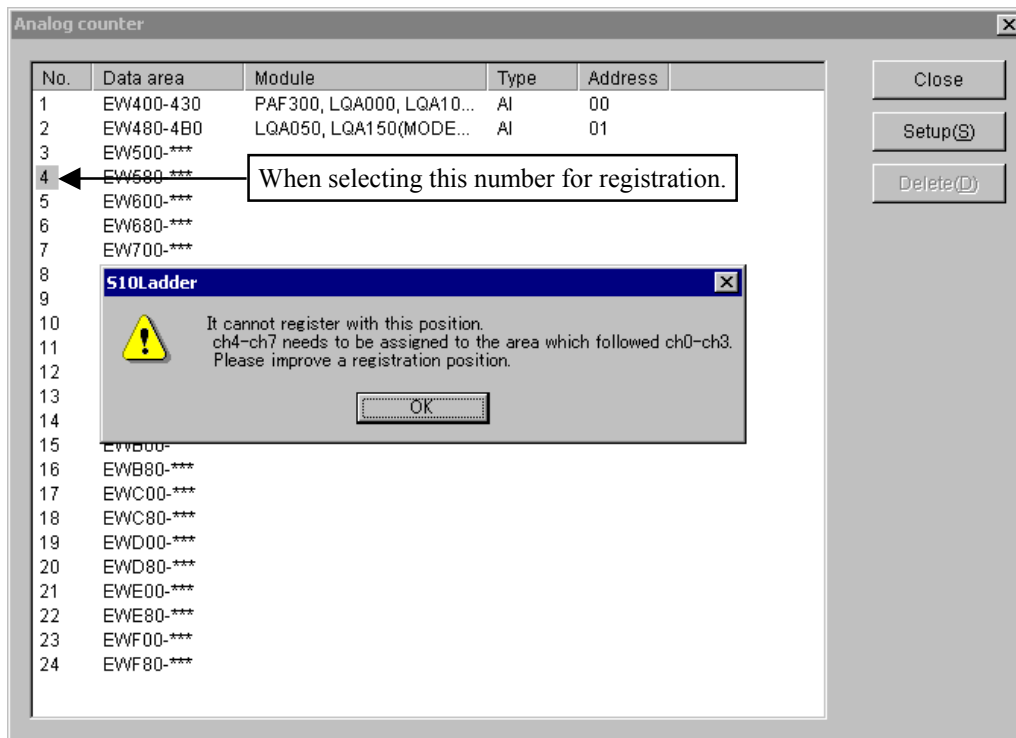 Analog counter
No. Data area Module Type Address
Close
1 EW400-430 PAF300, LQA000, LQA10... AI 00
2 EW480-4B0 LQA050, LQA150(MODE... AI 01
Setup(S)
3 EW500-***
4 EW580-***
When selecting this number for registration.
Delete(D)
5 EW600-***
6 EW680-***
7 EW700-***
8
S10Ladder
9
10
It cannot register with this position.
ch4-ch7 needs to be assigned to the area which followed ch0-ch3.
Please improve a registration position.
11
12
13
OK
14
15 EWB00-
16 EWB80-***
17 EWC00-***
18 EWC80-***
19 EWD00-***
20 EWD80-***
21 EWE00-***
22 EWE80-***
23 EWF00-***
24 EWF80-***